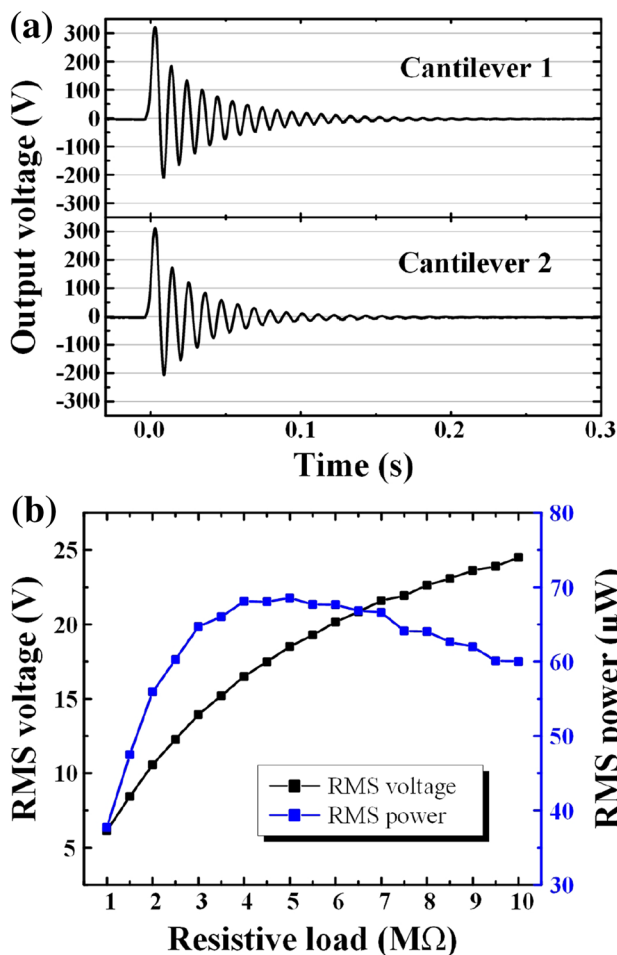 (a)
Output voltage (V)
300
200
100
0
-100
-200
-300
Cantilever 1
300
200
100
0
-100
-200
-300
Cantilever 2
0.0 0.1 0.2 0.3
Time (s)
(b)
RMS voltage (V)
25
20
15
10
5
80
70
60
50
40
30
RMS power (μW)
RMS voltage
RMS power
1 2 3 4 5 6 7 8 9 10
Resistive load (MΩ)